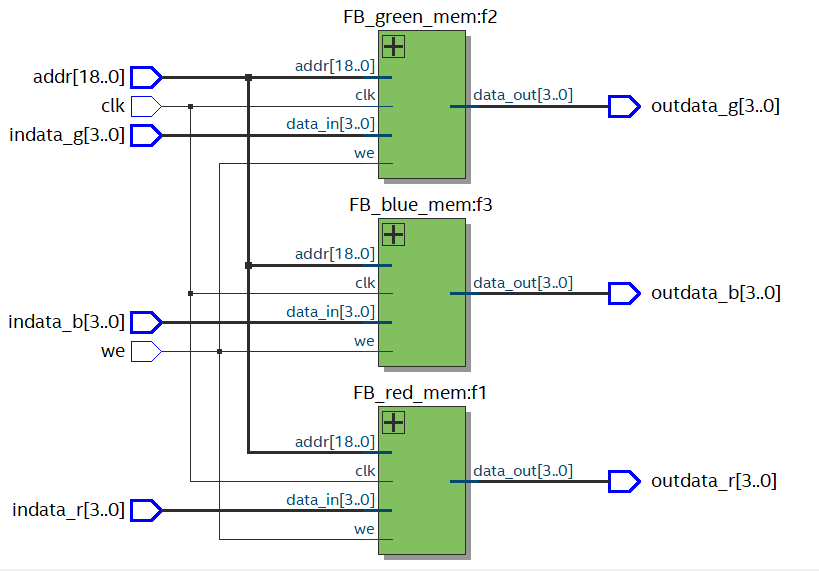 FB_green_mem:f2
addr[18..0]
addr[18..0]
clk
data_out[3..0]
clk
outdata_g[3..0]
data_in[3..0]
indata_g[3..0]
we
FB_blue_mem:f3
addr[18..0]
clk
data_out[3..0]
outdata_b[3..0]
data_in[3..0]
indata_b[3..0]
we
we
FB_red_mem:f1
addr[18..0]
clk
data_out[3..0]
outdata_r[3..0]
data_in[3..0]
indata_r[3..0]
we